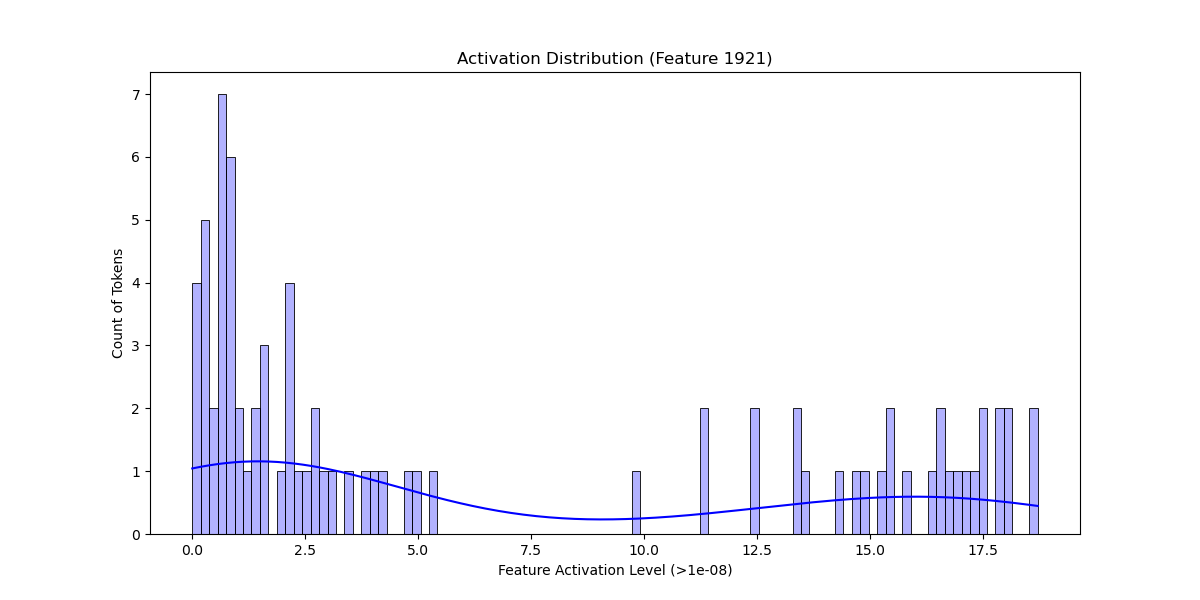 Activation Distribution (Feature 1921)
7
6
5
4
3
2
1
0
Count of Tokens
0.0 2.5 5.0 7.5 10.0 12.5 15.0 17.5
Feature Activation Level (>1e-08)